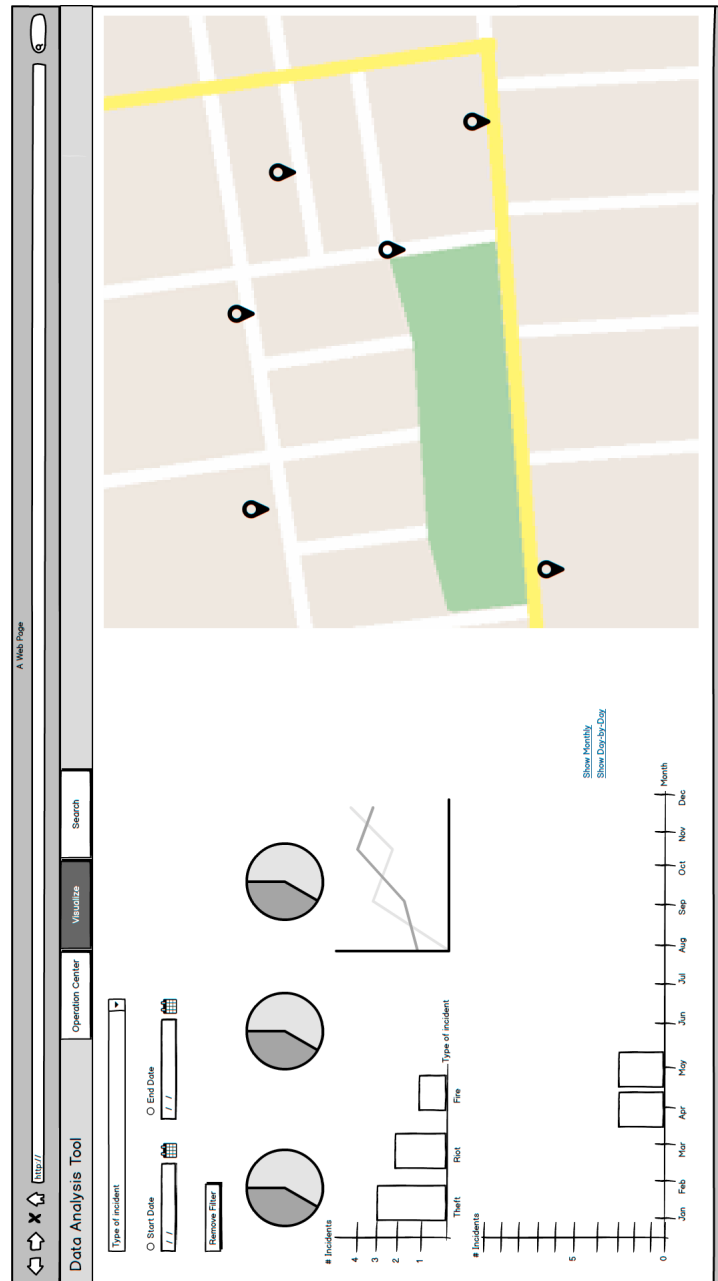 A Web Page
http://
Data Analysis Tool
Operation Center
Visualize
Search
Type of incident
Start Date
End Date
/ /
/ /
Remove Filter
# Incidents
4
3
2
1
Theft
Riot
Fire
Type of incident
Show Monthly
Show Day-by-Day
# Incidents
5
0
Jan
Feb
Mar
Apr
May
Jun
Jul
Aug
Sep
Oct
Nov
Dec
Month